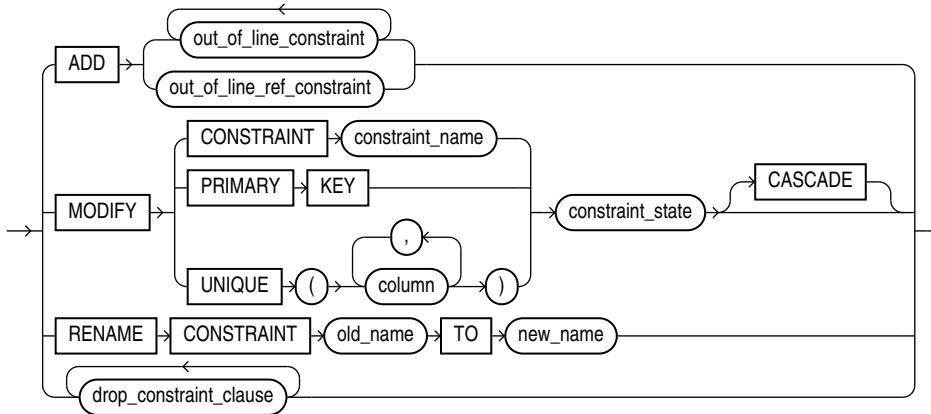 out_of_line_constraint
ADD
out_of_line_ref_constraint
CONSTRAINT constraint_name
PRIMARY KEY
CASCADE
MODIFY
constraint_state
,
UNIQUE ( column )
RENAME CONSTRAINT old_name TO new_name
drop_constraint_clause